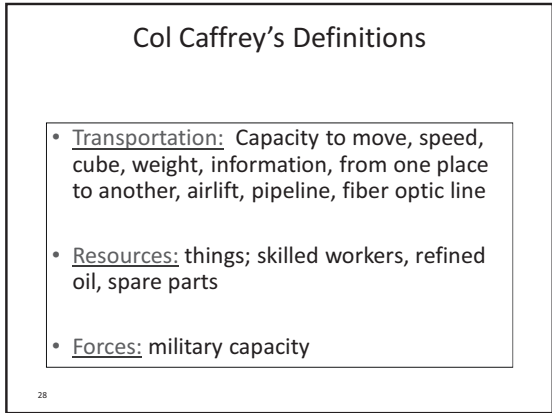 Col Caffrey’s Definitions
• Transportation: Capacity to move, speed,
cube, weight, information, from one place
to another, airlift, pipeline, fiber optic line
• Resources: things; skilled workers, refined
oil, spare parts
• Forces: military capacity
28